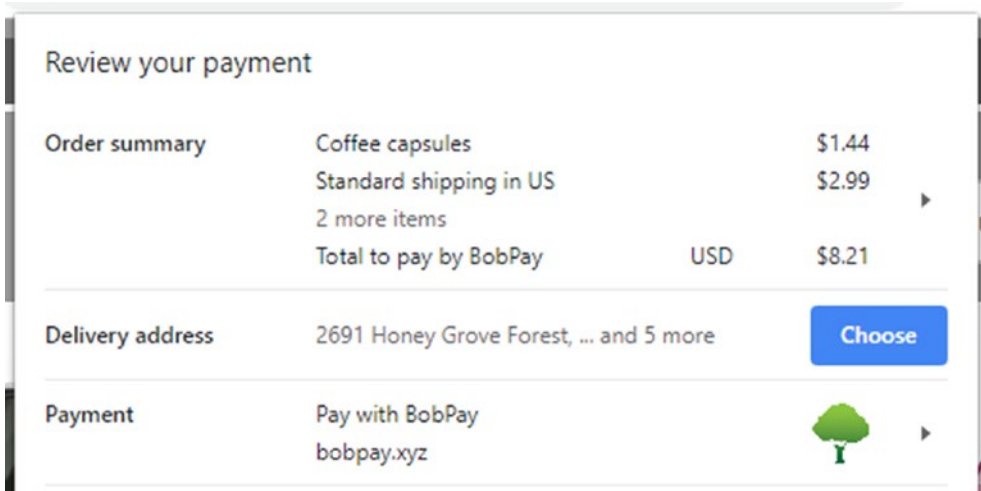 Review your payment
Order summary
Coffee capsules $1.44
Standard shipping in US $2.99
2 more items
Total to pay by BobPay USD $8.21
Delivery address 2691 Honey Grove Forest, ... and 5 more Choose
Payment
Pay with BobPay
bobpay.xyz